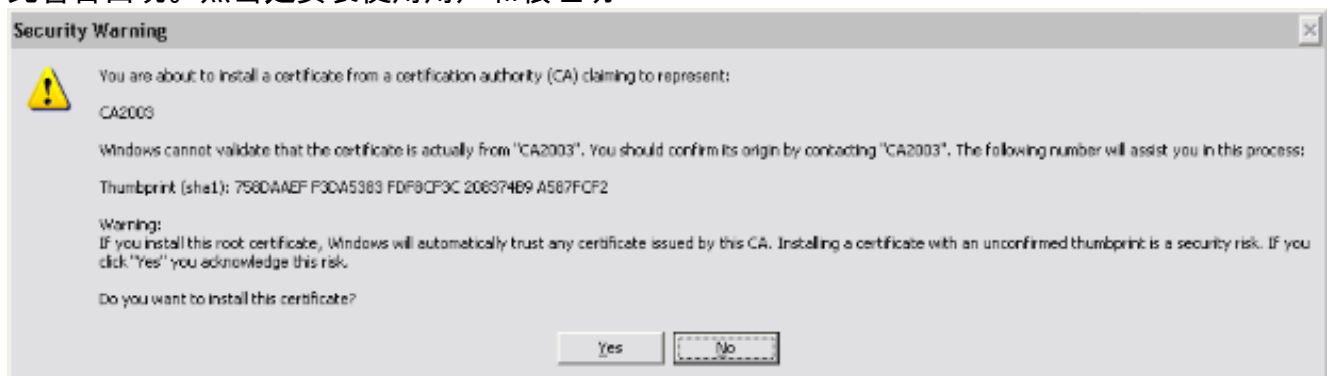 Security Warning
You are about to install a certificate from a certification authority (CA) claiming to represent:
CA2003
Windows cannot validate that the certificate is actually from "CA2003". You should confirm its origin by contacting "CA2003". The following number will assist you in this process:
Thumbprint (sha1): 758DAAEF F3DA5383 FDF8CF3C 208374B9 A587FCF2
Warning:
If you install this root certificate, Windows will automatically trust any certificate issued by this CA. Installing a certificate with an unconfirmed thumbprint is a security risk. If you
click "Yes" you acknowledge this risk.
Do you want to install this certificate?
Yes No